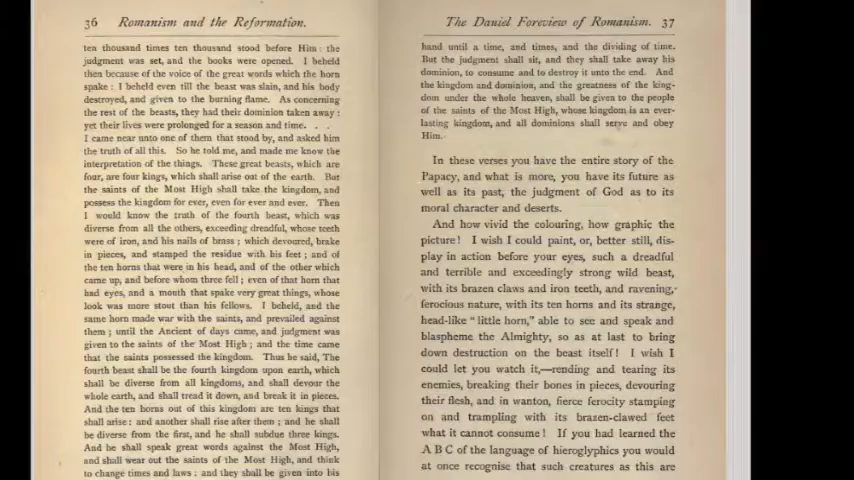 36 Romanism and the Reformation.
ten thousand times ten thousand stood before Him: the
judgment was set, and the books were opened. I beheld
then because of the voice of the great words which the horn
spake: I beheld even till the beast was slain, and his body
destroyed, and given to the burning flame. As concerning
the rest of the beasts, they had their dominion taken away:
yet their lives were prolonged for a season and time. . .
I came near unto one of them that stood by, and asked him
the truth of all this. So he told me, and made me know the
interpretation of the things. These great beasts, which are
four, are four kings, which shall arise out of the earth. But
the saints of the Most High shall take the kingdom, and
possess the kingdom for ever, even for ever and ever. Then
I would know the truth of the fourth beast, which was
diverse from all the others, exceeding dreadful, whose teeth
were of iron, and his nails of brass; which devoured, brake
in pieces, and stamped the residue with his feet; and of
the ten horns that were in his head, and of the other which
came up, and before whom three fell; even of that horn that
had eyes, and a mouth that spake very great things, whose
look was more stout than his fellows. I beheld, and the
same horn made war with the saints, and prevailed against
them; until the Ancient of days came, and judgment was
given to the saints of the Most High; and the time came
that the saints possessed the kingdom. Thus he said, The
fourth beast shall be the fourth kingdom upon earth, which
shall be diverse from all kingdoms, and shall devour the
whole earth, and shall tread it down, and break it in pieces.
And the ten horns out of this kingdom are ten kings that
shall arise: and another shall rise after them; and he shall
be diverse from the first, and he shall subdue three kings.
And he shall speak great words against the Most High,
and shall wear out the saints of the Most High, and think
to change times and laws: and they shall be given into his
The Daniel Foreview of Romanism. 37
hand until a time, and times, and the dividing of time.
But the judgment shall sit, and they shall take away his
dominion, to consume and to destroy it unto the end. And
the kingdom and dominion, and the greatness of the king-
dom under the whole heaven, shall be given to the people
of the saints of the Most High, whose kingdom is an ever-
lasting kingdom, and all dominions shall serve and obey
Him.
In these verses you have the entire story of the
Papacy, and what is more, you have its future as
well as its past, the judgment of God as to its
moral character and deserts.
And how vivid the colouring, how graphic the
picture! I wish I could paint, or, better still, dis-
play in action before your eyes, such a dreadful
and terrible and exceedingly strong wild beast,
with its brazen claws and iron teeth, and ravening,
ferocious nature, with its ten horns and its strange,
head-like "little horn," able to see and speak and
blaspheme the Almighty, so as at last to bring
down destruction on the beast itself! I wish I
could let you watch it,—rending and tearing its
enemies, breaking their bones in pieces, devouring
their flesh, and in wanton, fierce ferocity stamping
on and trampling with its brazen-clawed feet
what it cannot consume! If you had learned the
A B C of the language of hieroglyphics you would
at once recognise that such creatures as this are